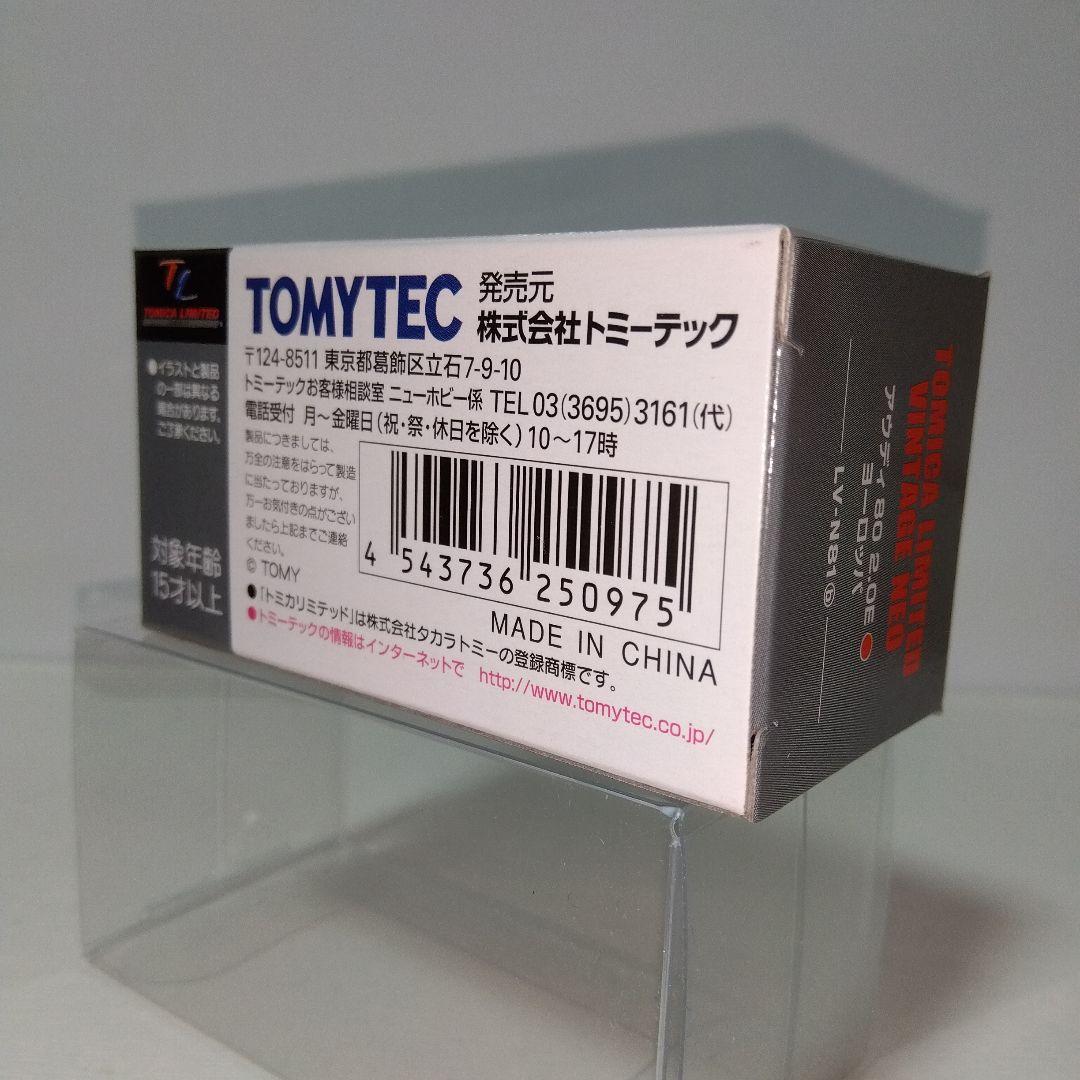 TL
TOMICA LIMITED
●イラストと製品
の一部は異なる
場合があります。
ご了承ください。
対象年齢
15才以上
TOMYTEC
発売元
株式会社トミーテック
〒124-8511 東京都葛飾区立石7-9-10
トミーテックお客様相談室 ニューホビー係 TEL 03(3695)3161(代)
電話受付 月～金曜日(祝・祭・休日を除く)10～17時
製品につきましては、
万全の注意をはらって製造
に当たっておりますが、
万一お気付きの点がござい
ましたら上記までご連絡
ください。
© TOMY
4 543736 250975
MADE IN CHINA
●「トミカリミテッド」は株式会社タカラトミーの登録商標です。
●トミーテックの情報はインターネットで http://www.tomytec.co.jp/
TOMICA LIMITED
VINTAGE NEO
アウディ 80 2.0E
ヨーロッパ
LV-N81